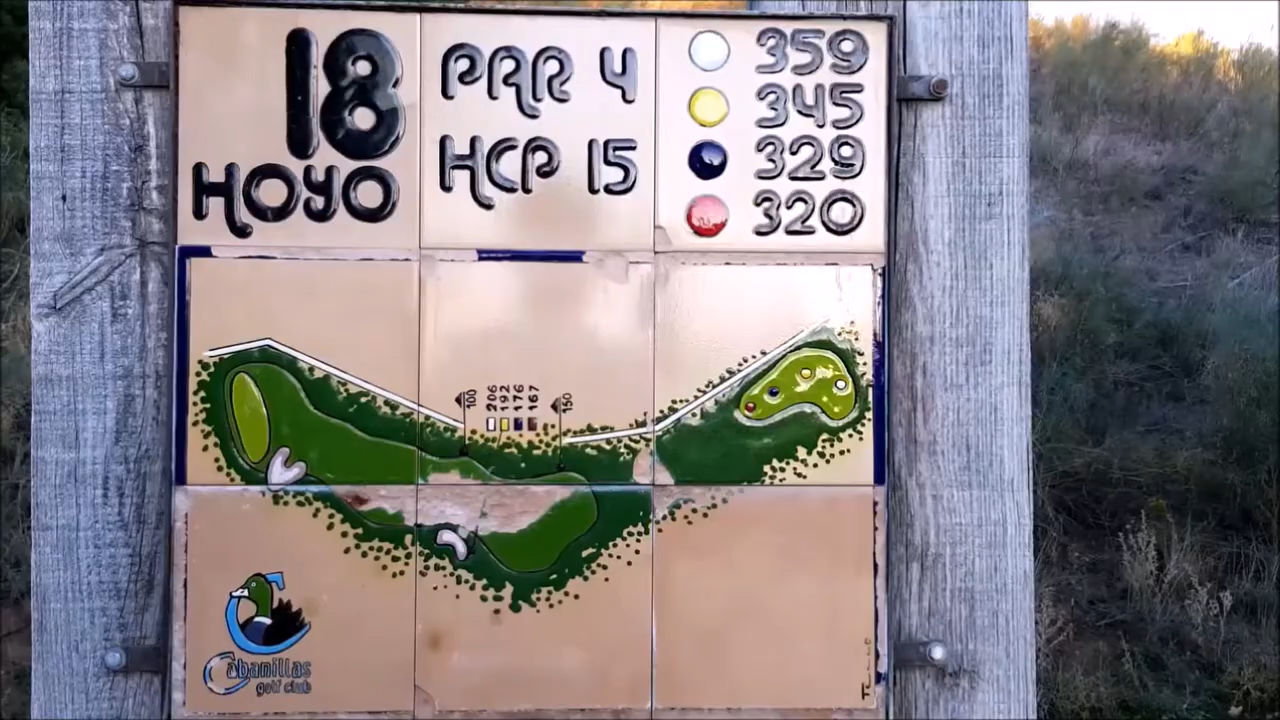 18
HOYO
PAR 4
HCP 15
359
345
329
320
100
206
192
176
167
150
Cabanillas
golf club